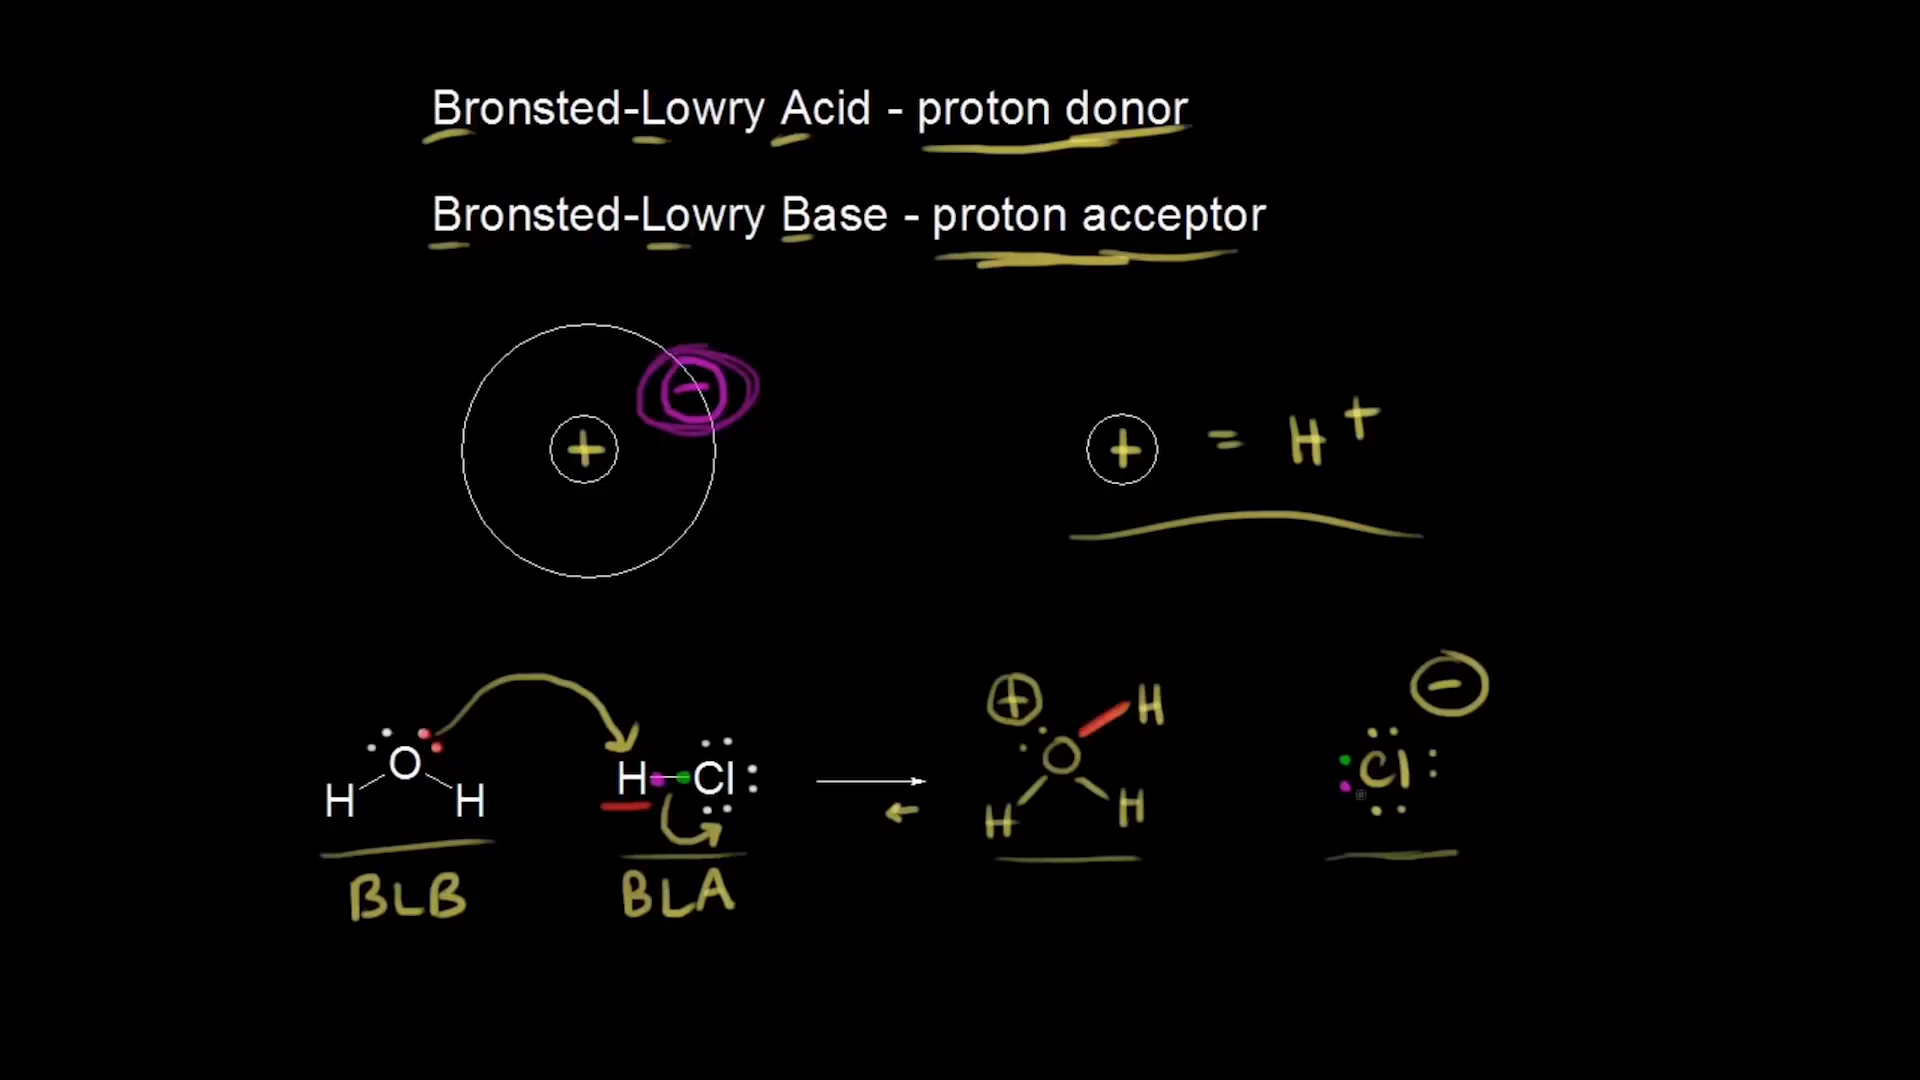 Bronsted-Lowry Acid - proton donor
Bronsted-Lowry Base - proton acceptor
+ -
+ = H+
H O H H Cl → ← + O H H H Cl -
BLB BLA